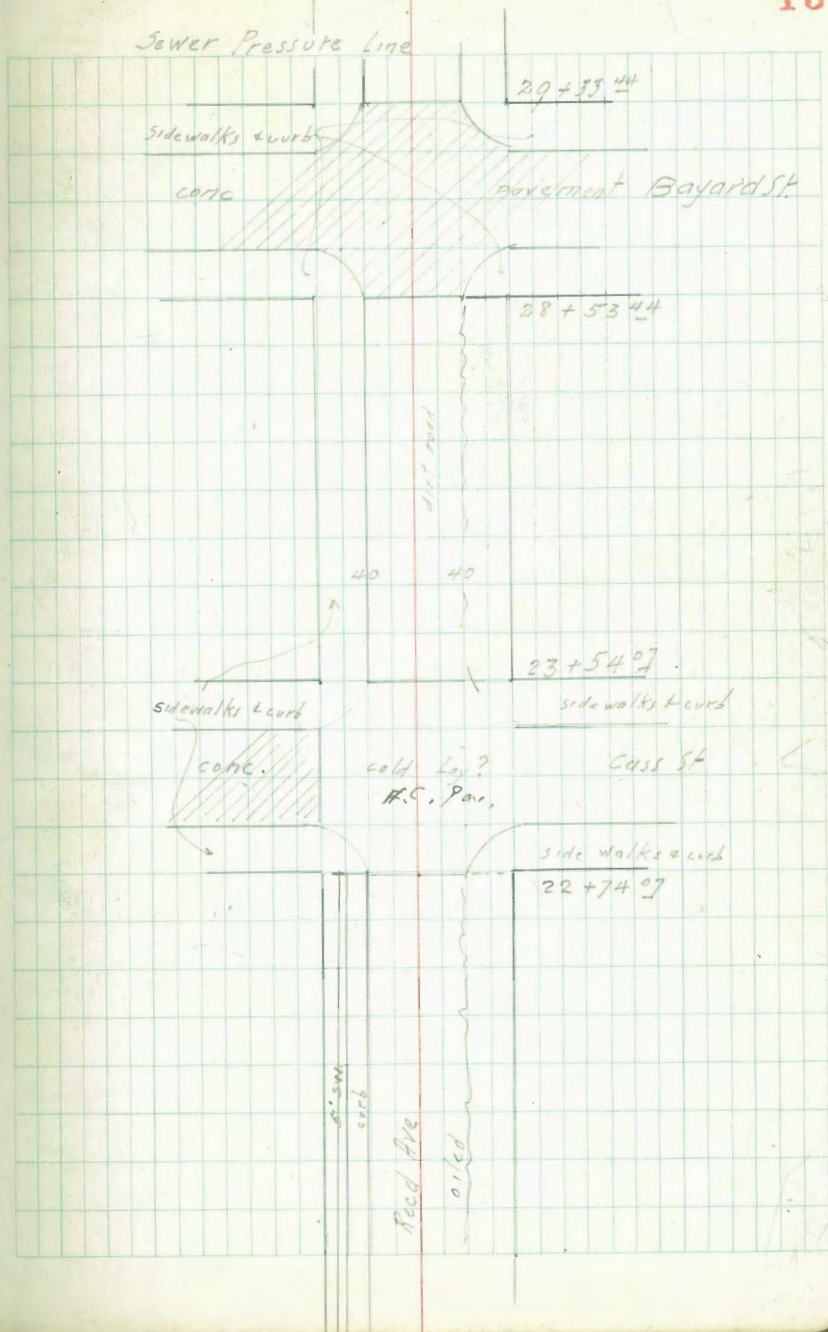 Sewer Pressure Line
29+33 44
sidewalks & curb
conc
pavement Bayard St.
28+53 44
dirt road
40 40
23+54 07
sidewalks & curb
sidewalks & curb
conc.
cold Lay?
Cass St
A.C. Pav.
side walks & curb
22+74 07
5' SW
curb
Reed Ave
oiled